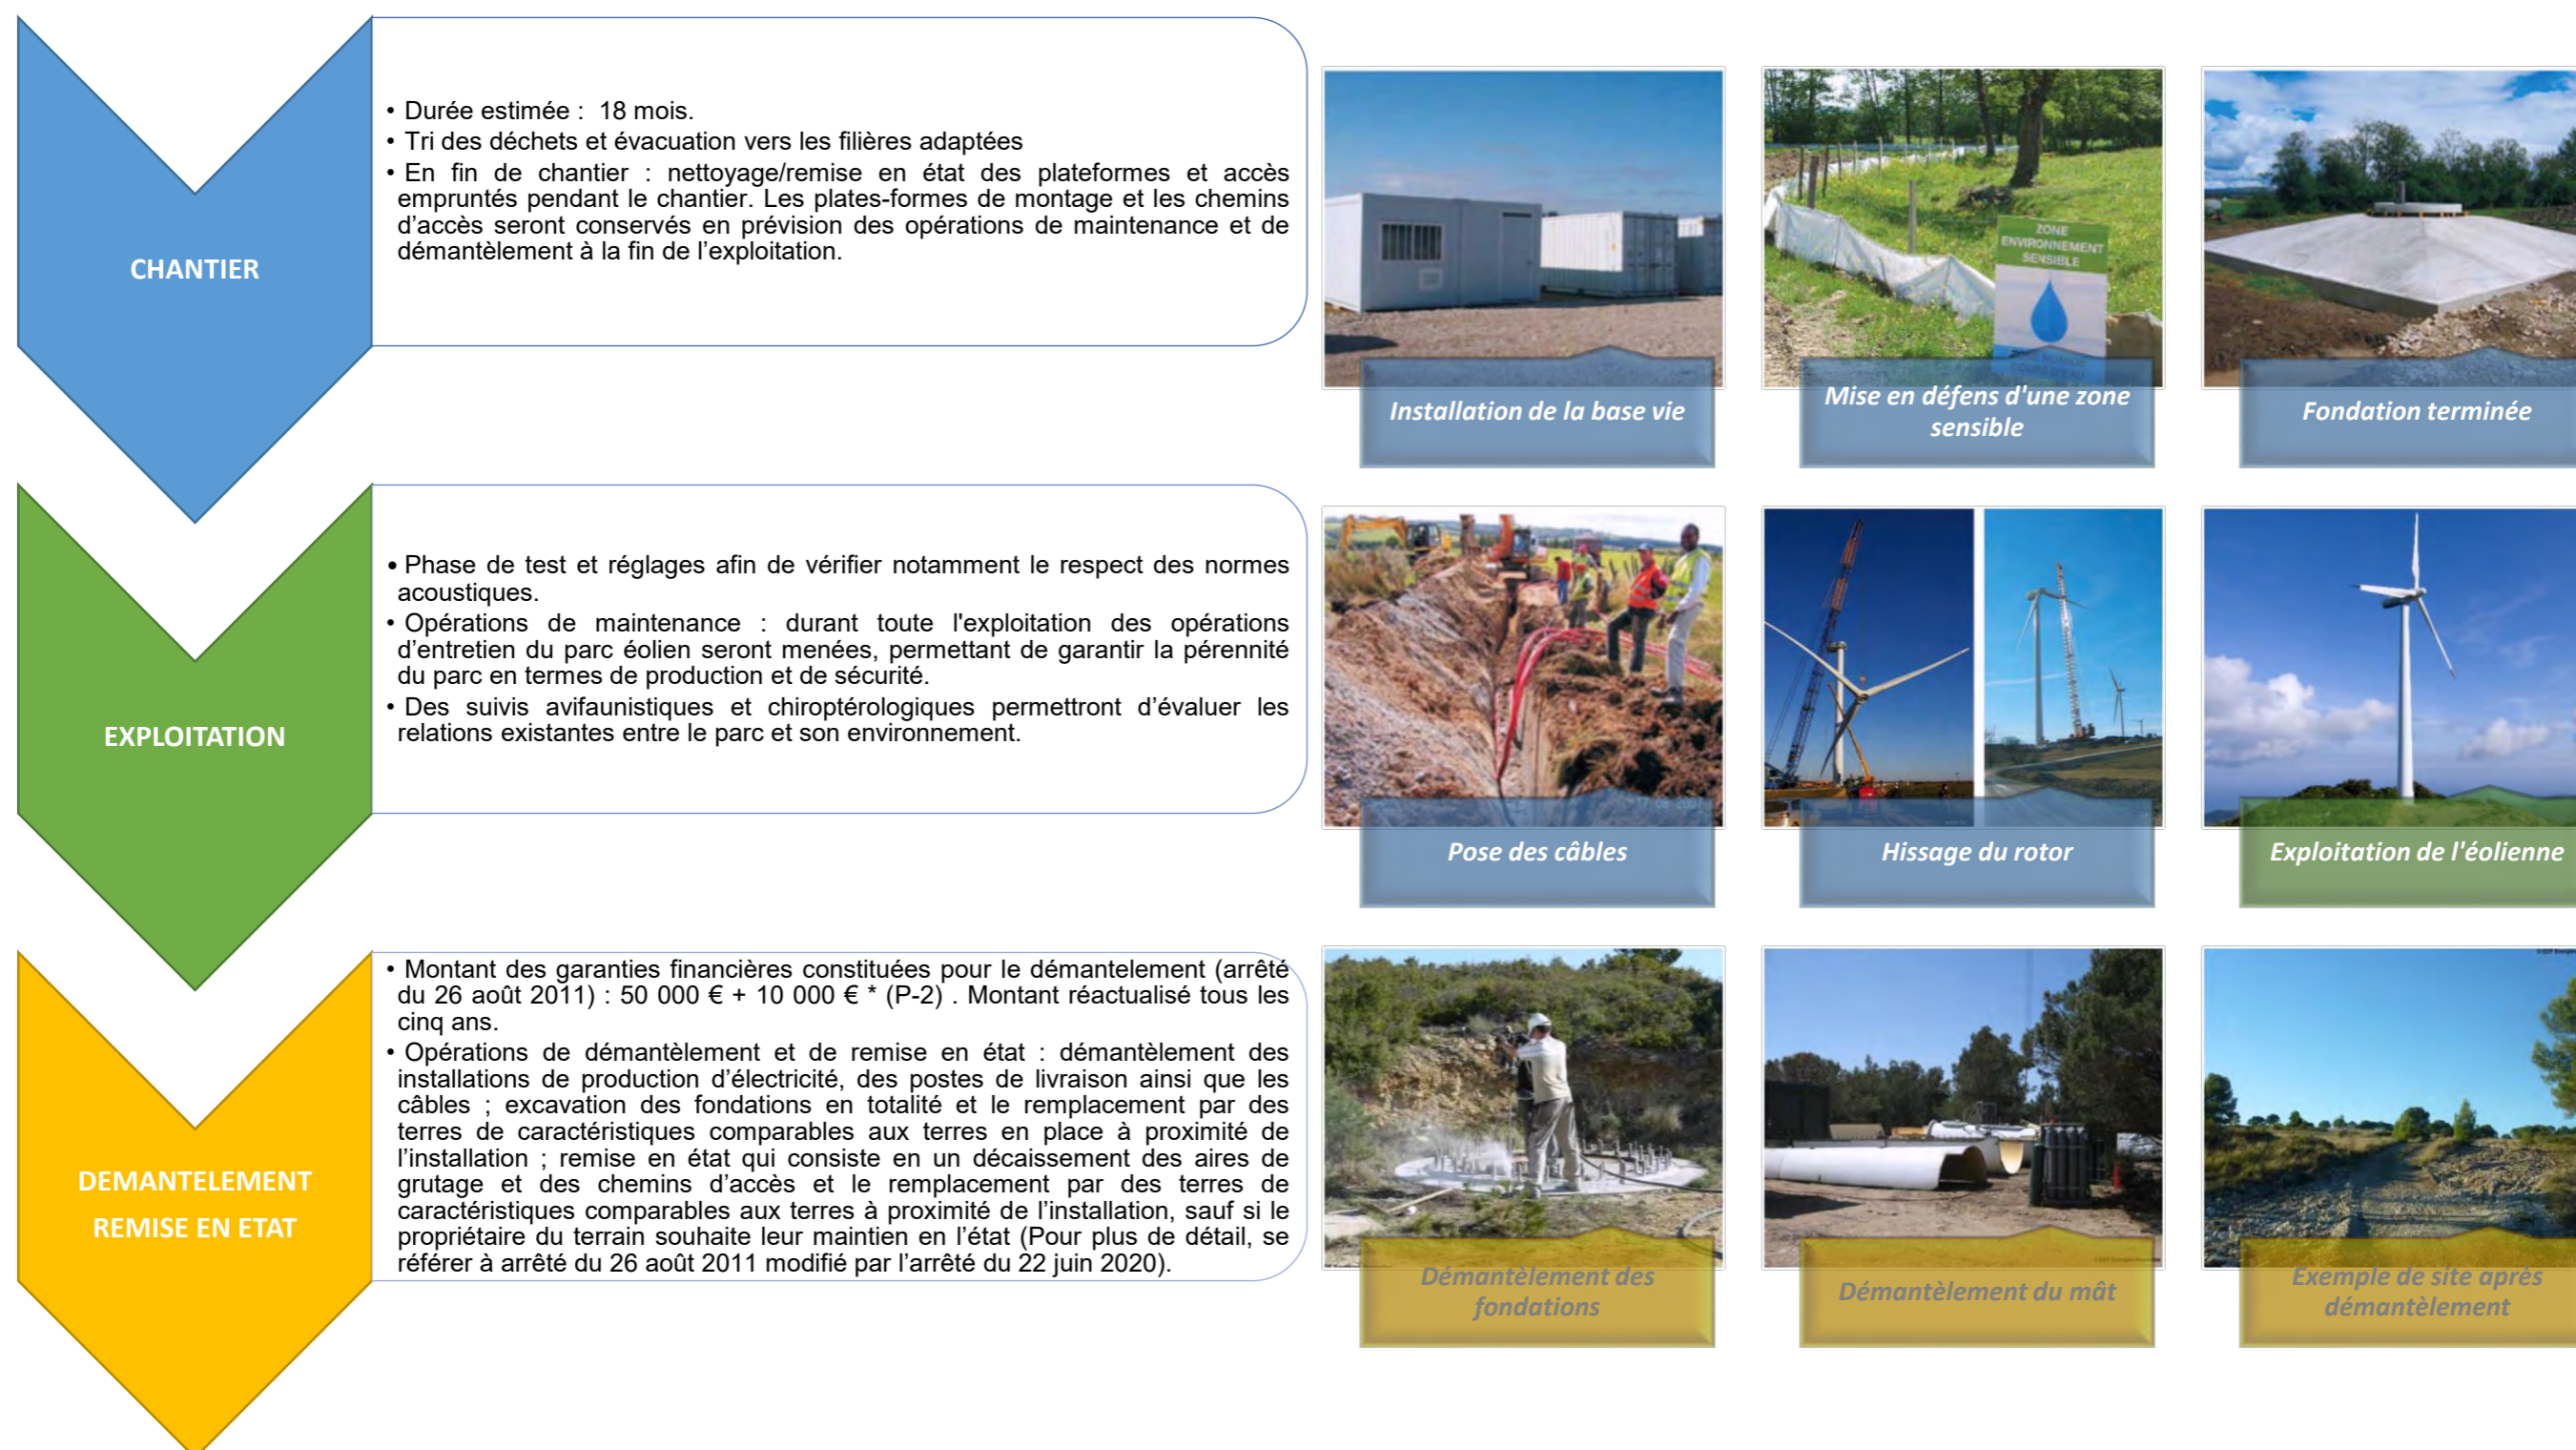 CHANTIER
• Durée estimée : 18 mois.
• Tri des déchets et évacuation vers les filières adaptées
• En fin de chantier : nettoyage/remise en état des plateformes et accès
empruntés pendant le chantier. Les plates-formes de montage et les chemins
d’accès seront conservés en prévision des opérations de maintenance et de
démantèlement à la fin de l’exploitation.
ZONE
ENVIRONNEMENT
SENSIBLE
Installation de la base vie
Mise en défens d'une zone
sensible
Fondation terminée
EXPLOITATION
• Phase de test et réglages afin de vérifier notamment le respect des normes
acoustiques.
• Opérations de maintenance : durant toute l'exploitation des opérations
d’entretien du parc éolien seront menées, permettant de garantir la pérennité
du parc en termes de production et de sécurité.
• Des suivis avifaunistiques et chiroptérologiques permettront d’évaluer les
relations existantes entre le parc et son environnement.
Pose des câbles
Hissage du rotor
Exploitation de l'éolienne
DEMANTELEMENT
REMISE EN ETAT
• Montant des garanties financières constituées pour le démantelement (arrêté
du 26 août 2011) : 50 000 € + 10 000 € * (P-2) . Montant réactualisé tous les
cinq ans.
• Opérations de démantèlement et de remise en état : démantèlement des
installations de production d’électricité, des postes de livraison ainsi que les
câbles ; excavation des fondations en totalité et le remplacement par des
terres de caractéristiques comparables aux terres en place à proximité de
l’installation ; remise en état qui consiste en un décaissement des aires de
grutage et des chemins d’accès et le remplacement par des terres de
caractéristiques comparables aux terres à proximité de l’installation, sauf si le
propriétaire du terrain souhaite leur maintien en l’état (Pour plus de détail, se
référer à arrêté du 26 août 2011 modifié par l’arrêté du 22 juin 2020).
Démantèlement des
fondations
Démantèlement du mât
Exemple de site après
démantèlement